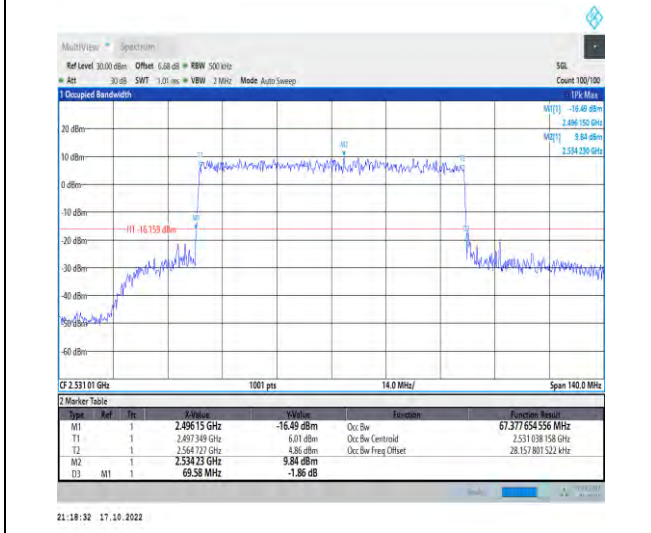 MultiView Spectrum
Ref Level 30.00 dBm Offset 6.68 dB RBW 500 kHz SGL
Att 30 dB SWT 1.01 ms VBW 2 MHz Mode Auto Sweep Count 100/100
1 Occupied Bandwidth 1Pk Max
M1[1] -16.49 dBm
2.496 150 GHz
M2[1] 9.84 dBm
2.534 230 GHz
20 dBm
M2
10 dBm
T1
0 dBm
-10 dBm
M1
H1 -16.159 dBm
-20 dBm
-30 dBm
-40 dBm
-50 dBm
-60 dBm
CF 2.531 01 GHz 1001 pts 14.0 MHz/ Span 140.0 MHz
2 Marker Table
Type Ref Trc X-Value Y-Value Function Function Result
M1 1 2.496 15 GHz -16.49 dBm Occ Bw 67.377 654 556 MHz
T1 1 2.497 349 GHz 6.01 dBm Occ Bw Centroid 2.531 038 158 GHz
T2 1 2.564 727 GHz 4.86 dBm Occ Bw Freq Offset 28.157 801 522 kHz
M2 1 2.534 23 GHz 9.84 dBm
D3 M1 1 69.58 MHz -1.86 dB
21:18:32 17.10.2022